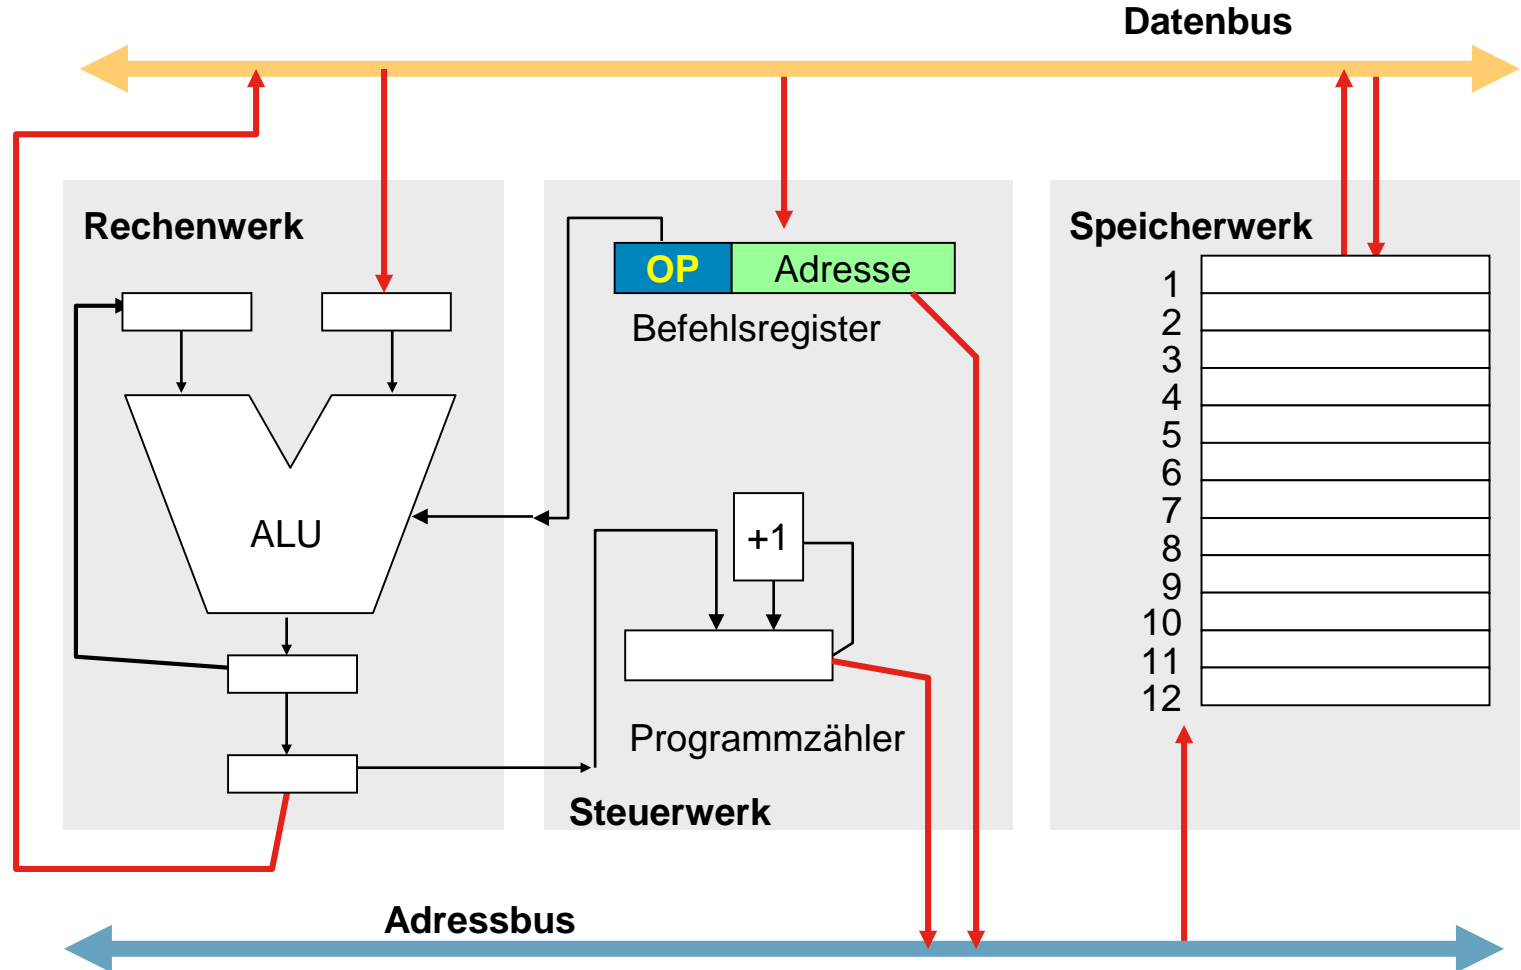 Datenbus
Rechenwerk
OP Adresse
Befehlsregister
Speicherwerk
1
2
3
4
5
6
7
8
9
10
11
12
ALU
+1
Programmzähler
Steuerwerk
Adressbus